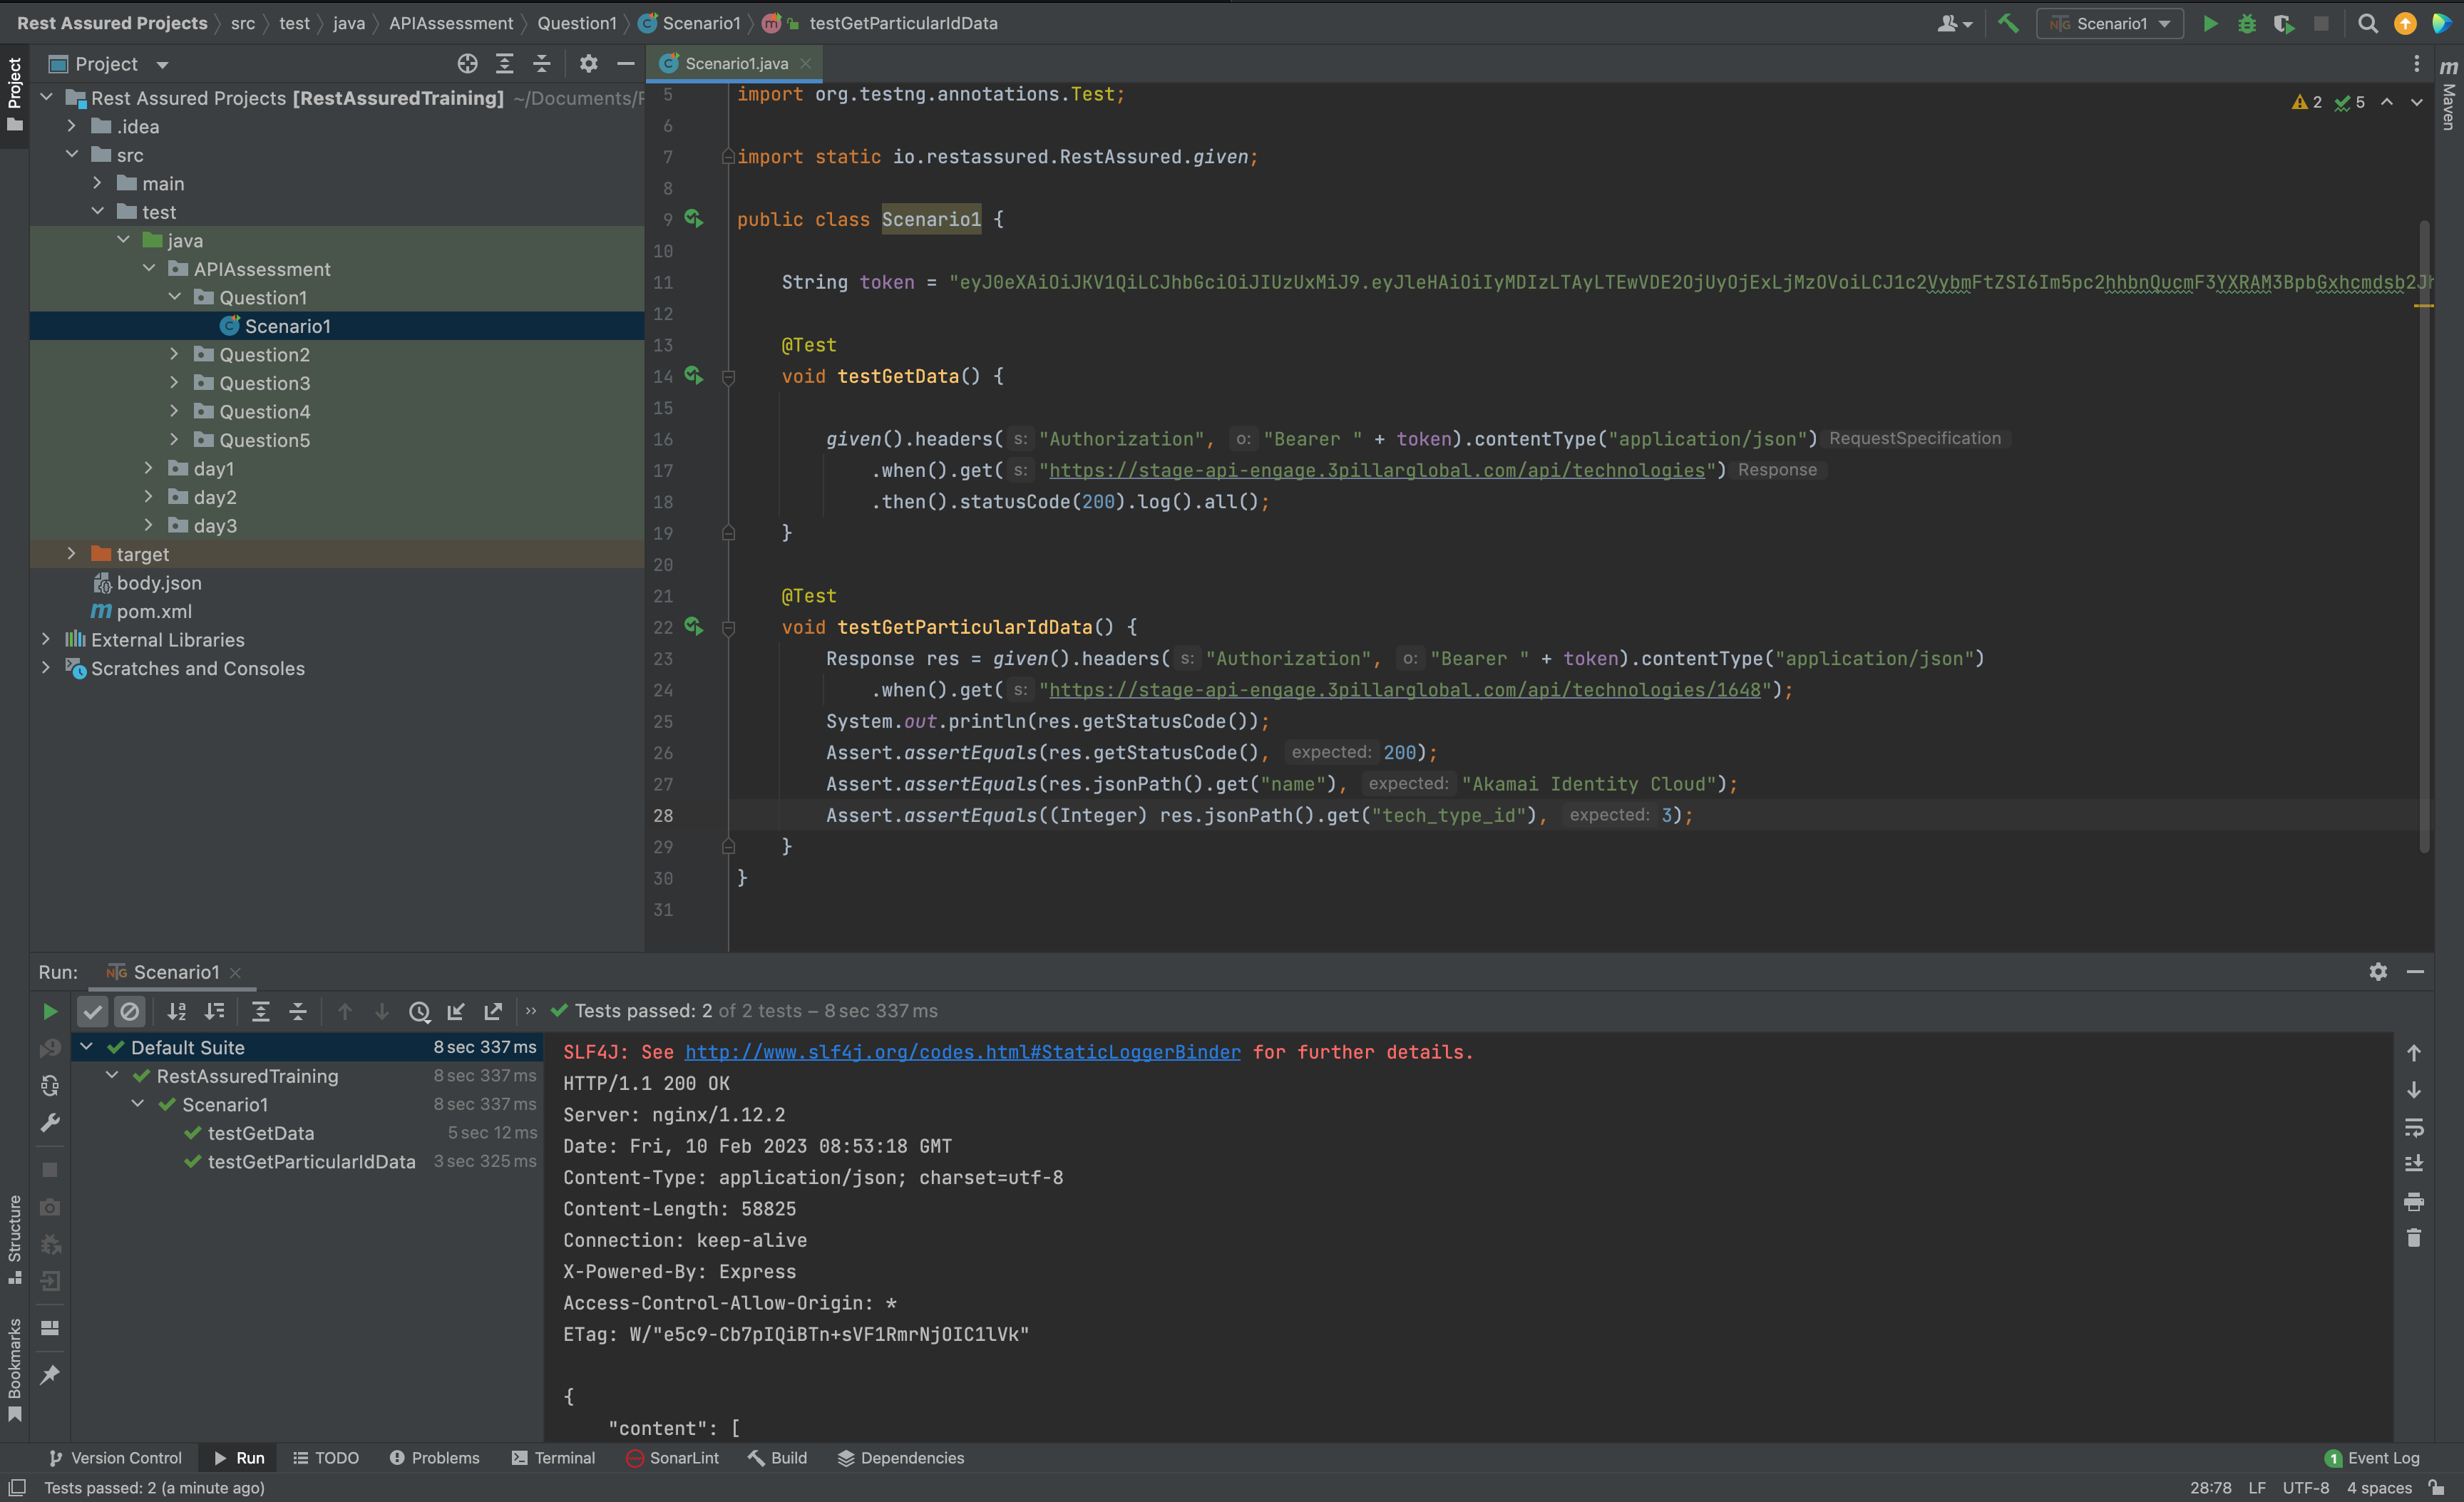 Rest Assured Projects src test java APIAssessment Question1 Scenario1 testGetParticularIdData
Scenario1
Project
Scenario1.java
Project
Rest Assured Projects [RestAssuredTraining] ~/Documents/
.idea
src
main
test
java
APIAssessment
Question1
Scenario1
Question2
Question3
Question4
Question5
day1
day2
day3
target
body.json
pom.xml
External Libraries
Scratches and Consoles
2 5
Maven
5 import org.testng.annotations.Test;
6
7 import static io.restassured.RestAssured.given;
8
9 public class Scenario1 {
10
11 String token =
12
13 @Test
14 void testGetData() {
15
16 given().headers( s: "Authorization", o: "Bearer " + token).contentType("application/json") RequestSpecification
17 .when().get( s: "https://stage-api-engage.3pillarglobal.com/api/technologies") Response
18 .then().statusCode(200).log().all();
19 }
20
21 @Test
22 void testGetParticularIdData() {
23 Response res = given().headers( s: "Authorization", o: "Bearer " + token).contentType("application/json")
24 .when().get( s: "https://stage-api-engage.3pillarglobal.com/api/technologies/1648");
25 System.out.println(res.getStatusCode());
26 Assert.assertEquals(res.getStatusCode(), expected: 200);
27 Assert.assertEquals(res.jsonPath().get("name"), expected: "Akamai Identity Cloud");
28 Assert.assertEquals((Integer) res.jsonPath().get("tech_type_id"), expected: 3);
29 }
30 }
31
Run: Scenario1
Tests passed: 2 of 2 tests – 8 sec 337 ms
Default Suite 8 sec 337 ms
RestAssuredTraining 8 sec 337 ms
Scenario1 8 sec 337 ms
testGetData 5 sec 12 ms
testGetParticularIdData 3 sec 325 ms
SLF4J: See http://www.slf4j.org/codes.html#StaticLoggerBinder for further details.
HTTP/1.1 200 OK
Server: nginx/1.12.2
Date: Fri, 10 Feb 2023 08:53:18 GMT
Content-Type: application/json; charset=utf-8
Content-Length: 58825
Connection: keep-alive
X-Powered-By: Express
Access-Control-Allow-Origin: *
ETag: W/"e5c9-Cb7pIQiBTn+sVF1RmrNjOIC1lVk"
{
"content": [
Structure
Bookmarks
Version Control Run TODO Problems Terminal SonarLint Build Dependencies
1 Event Log
Tests passed: 2 (a minute ago)
28:78 LF UTF-8 4 spaces